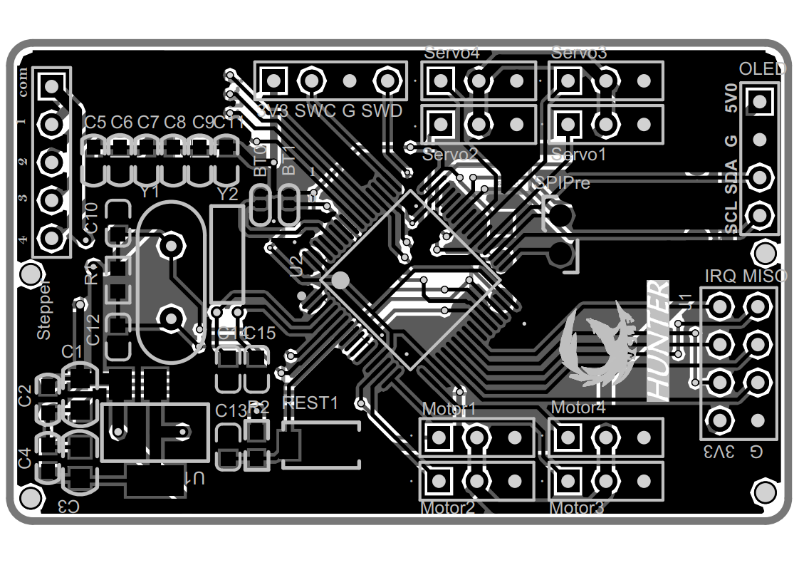 Servo4
Servo3
OLED
com
3V3 SWC G SWD
5V0
C5 C6 C7 C8 C9 C11
1
BT0
BT1
1
G
2
Servo2
Servo1
Y1
Y2
SPIPre
SDA
3
C10
SCL
4
U2
R1
IRQ MISO
Stepper
C12
HUNTER
C15
C1
C2
C13
R2
REST1
Motor1
Motor4
3V3
G
C4
U1
C3
Motor2
Motor3